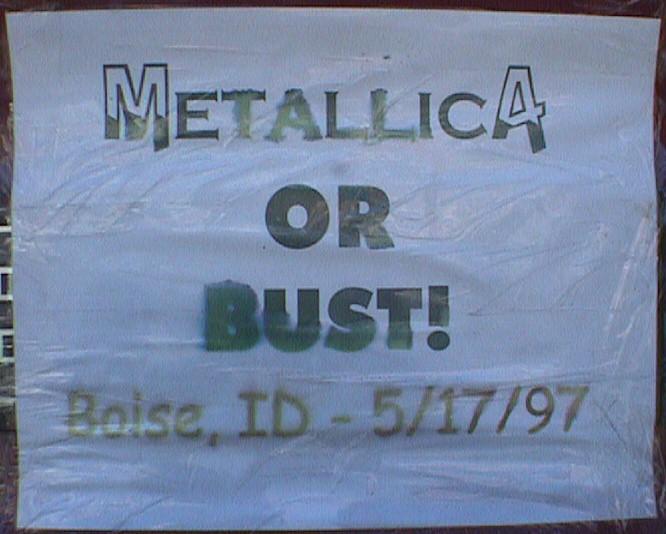 METALLICA
OR
BUST!
Boise, ID - 5/17/97